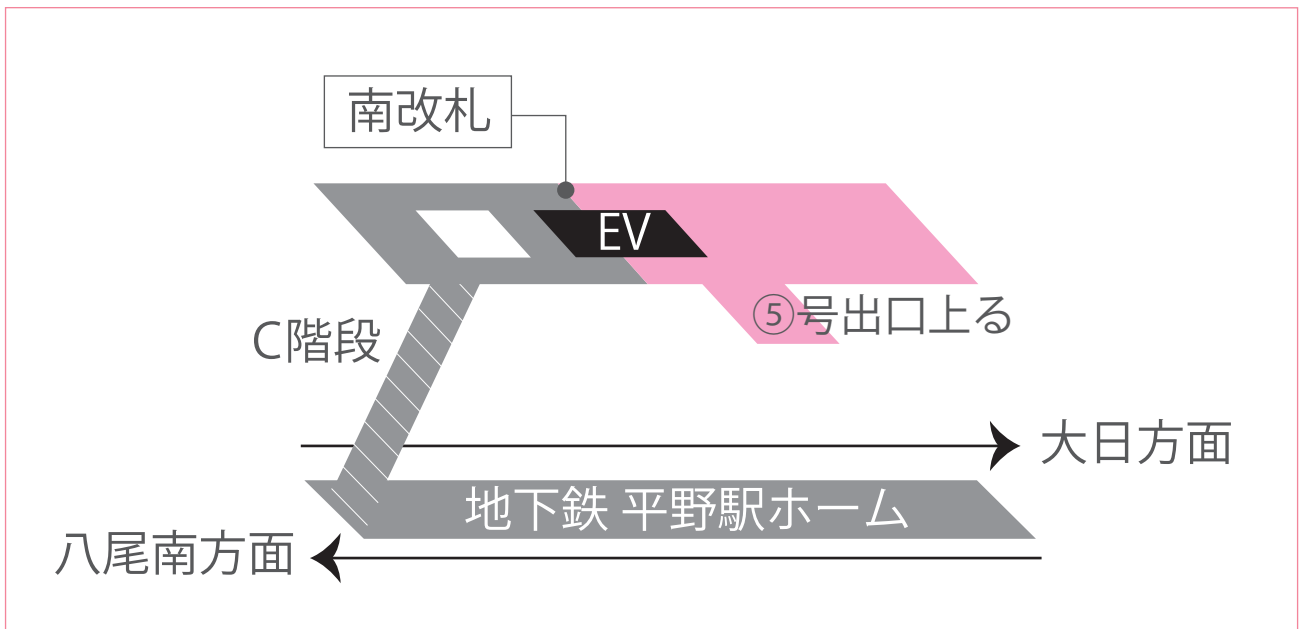 南改札
EV
⑤号出口上る
C階段
大日方面
地下鉄 平野駅ホーム
八尾南方面